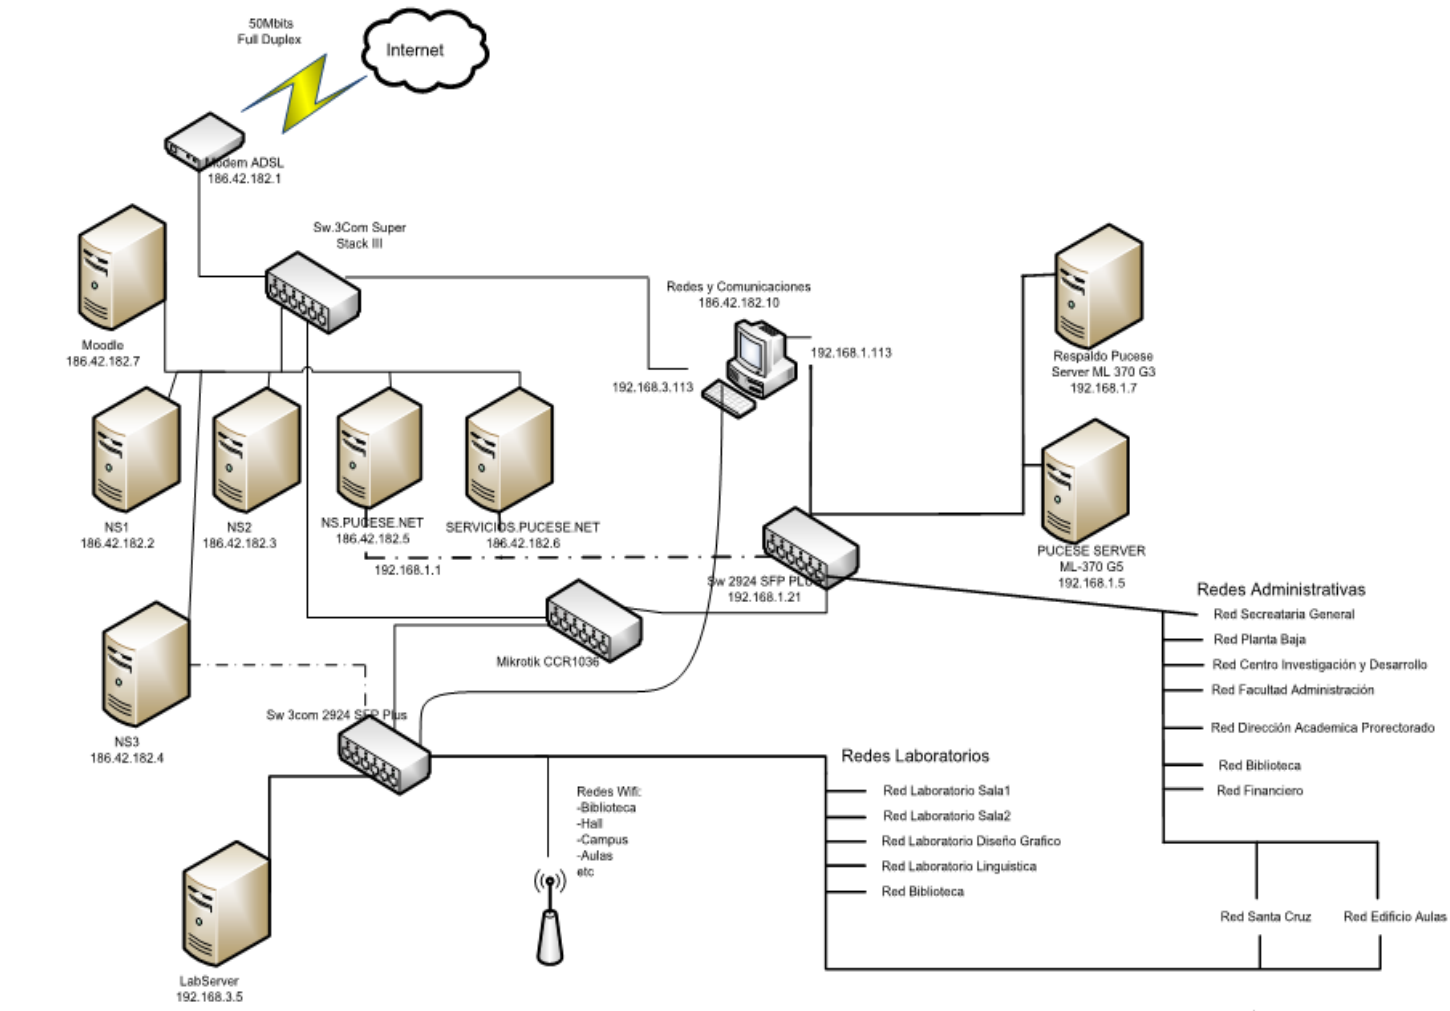 50Mbits
Full Duplex
Internet
Modem ADSL
186.42.182.1
Sw.3Com Super
Stack III
Moodle
186.42.182.7
Redes y Comunicaciones
186.42.182.10
192.168.1.113
192.168.3.113
Respaldo Pucese
Server ML 370 G3
192.168.1.7
NS1
186.42.182.2
NS2
186.42.182.3
NS.PUCESE.NET
186.42.182.5
SERVICIOS.PUCESE.NET
186.42.182.6
192.168.1.1
PUCESE SERVER
ML-370 G5
192.168.1.5
Sw 2924 SFP PLUS
192.168.1.21
Mikrotik CCR1036
NS3
186.42.182.4
Sw 3com 2924 SFP Plus
Redes Administrativas
Red Secreataria General
Red Planta Baja
Red Centro Investigación y Desarrollo
Red Facultad Administración
Red Dirección Academica Prorectorado
Red Biblioteca
Red Financiero
Redes Laboratorios
Red Laboratorio Sala1
Red Laboratorio Sala2
Red Laboratorio Diseño Grafico
Red Laboratorio Linguistica
Red Biblioteca
Redes Wifi:
-Biblioteca
-Hall
-Campus
-Aulas
etc
Red Santa Cruz
Red Edificio Aulas
LabServer
192.168.3.5